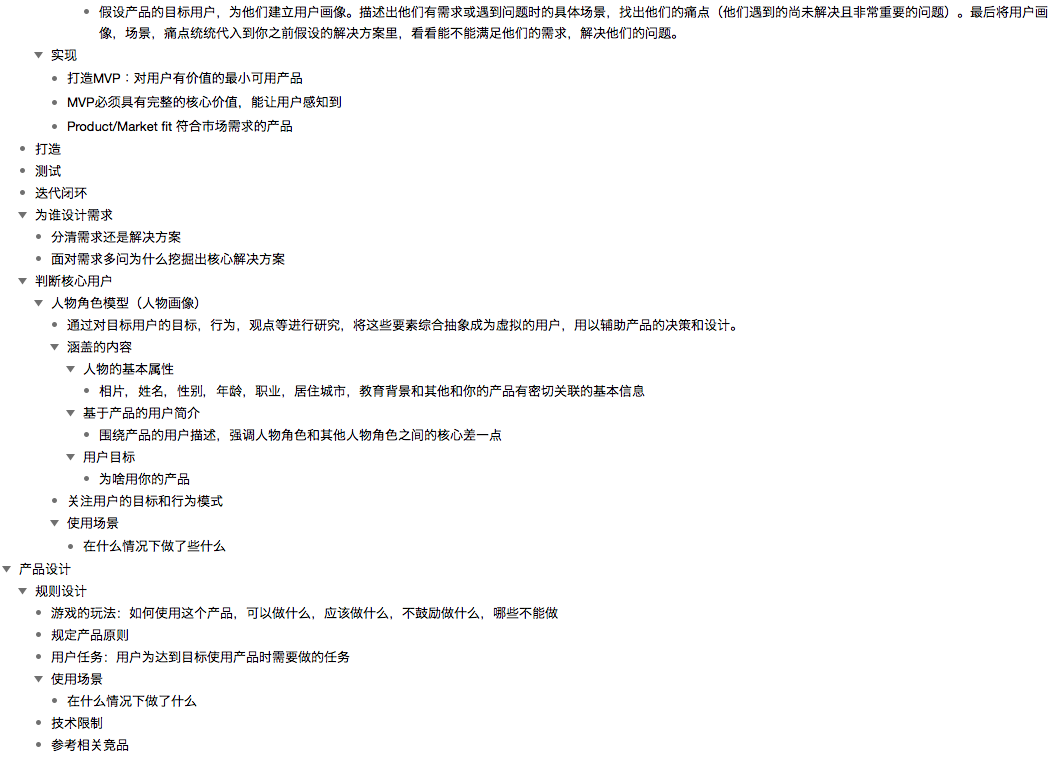 假设产品的目标用户，为他们建立用户画像。描述出他们有需求或遇到问题时的具体场景，找出他们的痛点（他们遇到的尚未解决且非常重要的问题）。最后将用户画
像，场景，痛点统统代入到你之前假设的解决方案里，看看能不能满足他们的需求，解决他们的问题。
实现
打造MVP：对用户有价值的最小可用产品
MVP必须具有完整的核心价值，能让用户感知到
Product/Market fit 符合市场需求的产品
打造
测试
迭代闭环
为谁设计需求
分清需求还是解决方案
面对需求多问为什么挖掘出核心解决方案
判断核心用户
人物角色模型（人物画像）
通过对目标用户的目标，行为，观点等进行研究，将这些要素综合抽象成为虚拟的用户，用以辅助产品的决策和设计。
涵盖的内容
人物的基本属性
相片，姓名，性别，年龄，职业，居住城市，教育背景和其他和你的产品有密切关联的基本信息
基于产品的用户简介
围绕产品的用户描述，强调人物角色和其他人物角色之间的核心差一点
用户目标
为啥用你的产品
关注用户的目标和行为模式
使用场景
在什么情况下做了些什么
产品设计
规则设计
游戏的玩法：如何使用这个产品，可以做什么，应该做什么，不鼓励做什么，哪些不能做
规定产品原则
用户任务：用户为达到目标使用产品时需要做的任务
使用场景
在什么情况下做了什么
技术限制
参考相关竞品